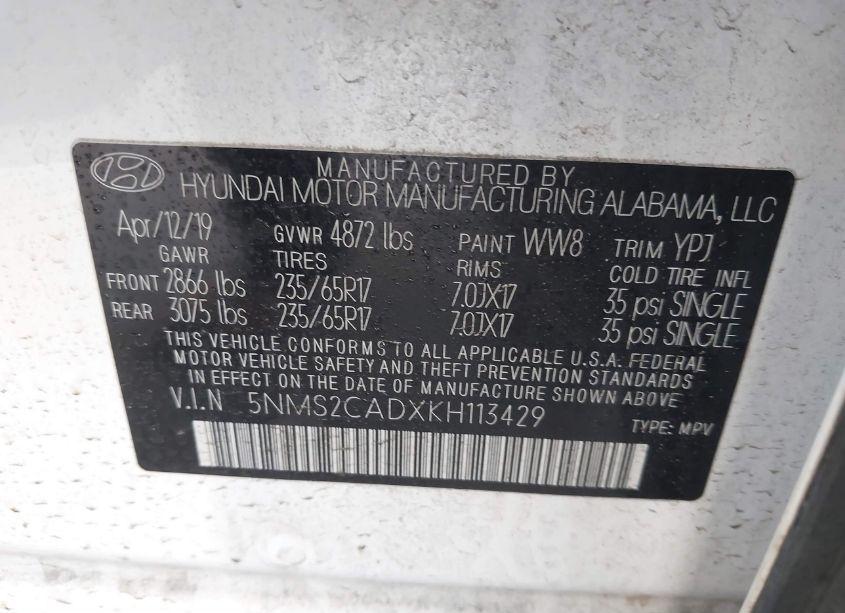 MANUFACTURED BY
HYUNDAI MOTOR MANUFACTURING ALABAMA, LLC
Apr/12/19 GVWR 4872 lbs PAINT WW8 TRIM YPJ
GAWR TIRES RIMS COLD TIRE INFL
FRONT 2866 lbs 235/65R17 7.0JX17 35 psi SINGLE
REAR 3075 lbs 235/65R17 7.0JX17 35 psi SINGLE
THIS VEHICLE CONFORMS TO ALL APPLICABLE U.S.A. FEDERAL
MOTOR VEHICLE SAFETY AND THEFT PREVENTION STANDARDS
IN EFFECT ON THE DATE OF MANUFACTURE SHOWN ABOVE
V.I.N 5NMS2CADXKH113429
TYPE: MPV